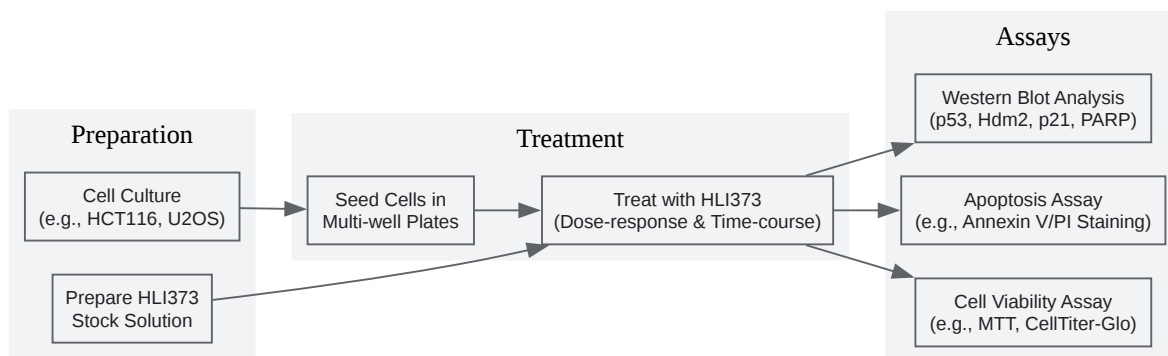 Preparation
Cell Culture
(e.g., HCT116, U2OS)
Prepare HLI373
Stock Solution
Treatment
Seed Cells in
Multi-well Plates
Treat with HLI373
(Dose-response & Time-course)
Assays
Western Blot Analysis
(p53, Hdm2, p21, PARP)
Apoptosis Assay
(e.g., Annexin V/PI Staining)
Cell Viability Assay
(e.g., MTT, CellTiter-Glo)